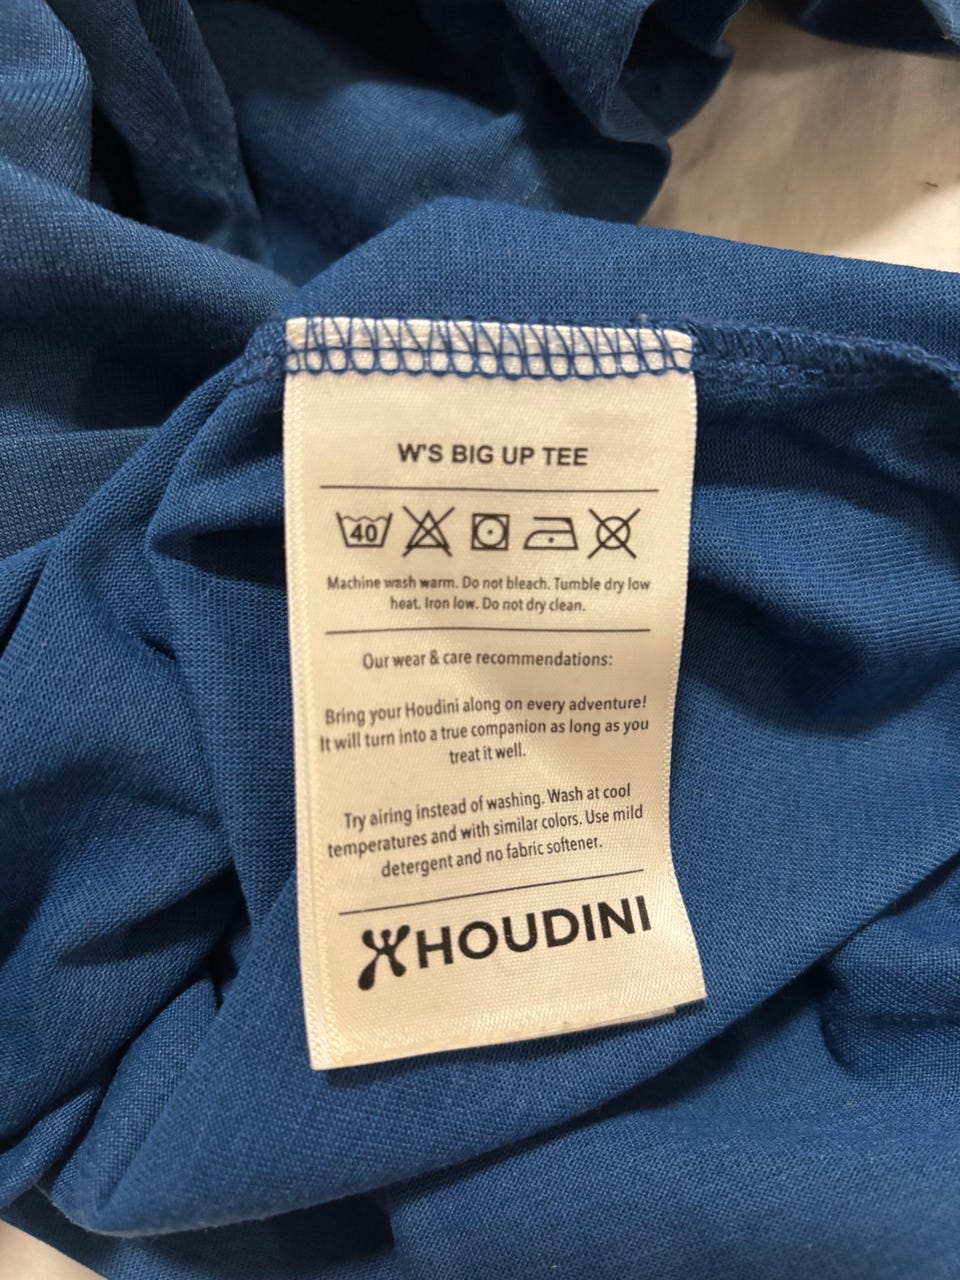 W'S BIG UP TEE
40
Machine wash warm. Do not bleach. Tumble dry low
heat. Iron low. Do not dry clean.
Our wear & care recommendations:
Bring your Houdini along on every adventure!
It will turn into a true companion as long as you
treat it well.
Try airing instead of washing. Wash at cool
temperatures and with similar colors. Use mild
detergent and no fabric softener.
HOUDINI